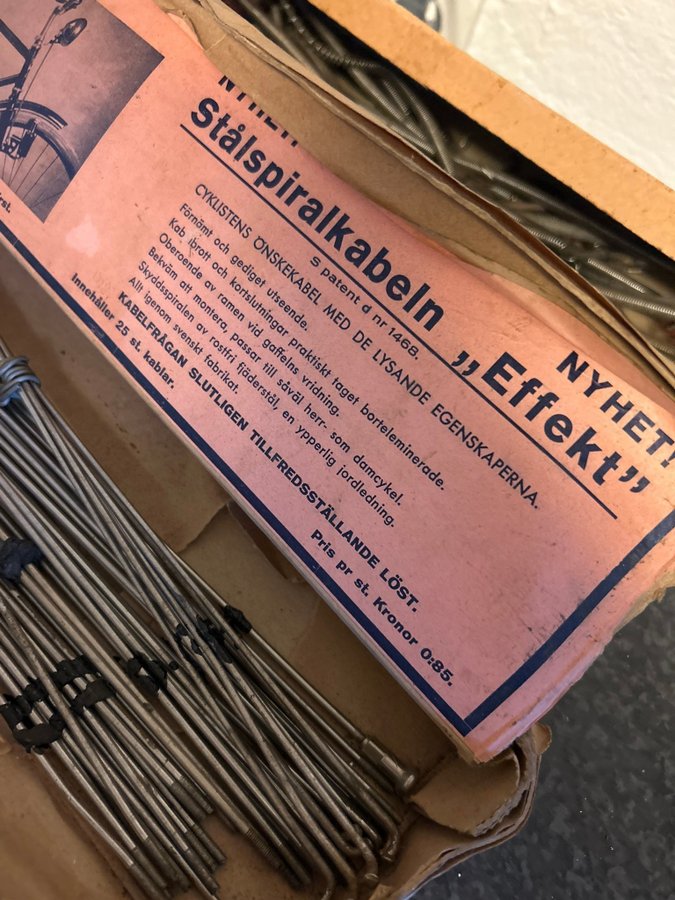 NYHET!
NYHET!
Stålspiralkabeln „Effekt”
S patent d nr 1468.
CYKLISTENS ÖNSKEKABEL MED DE LYSANDE EGENSKAPERNA.
Förnömt och gediget utseende.
Kab lbrott och kortslutningar praktiskt taget borteleminerade.
Oberoende av ramen vid gaffelns vridning.
Bekväm att montera, passar till såväl herr- som damcykel.
Skyddsspiralen av rostfri fjäderstål, en ypperlig jordledning.
Allt igenom svenskt fabrikat.
KABELFRÅGAN SLUTLIGEN TILLFREDSSTÄLLANDE LÖST.
Innehåller 25 st. kablar.
Pris pr st. Kronor 0:85.